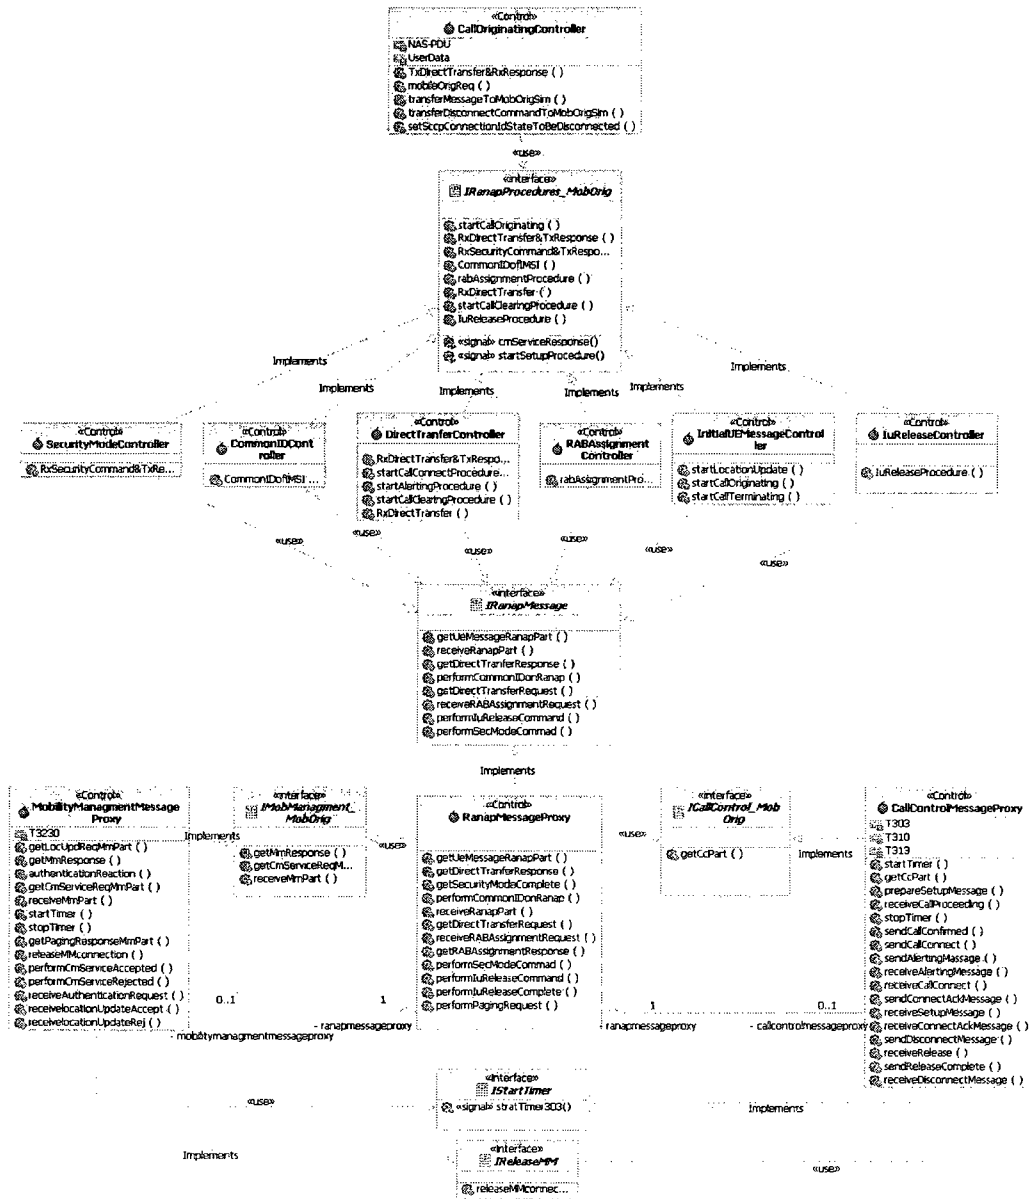 «Control»
CallOriginatingController
NAS-PDU
UserData
TxDirectTransfer&RxResponse ( )
mobileOrigReq ( )
transferMessageToMobOrigSim ( )
transferDisconnectCommandToMobOrigSim ( )
setSccpConnectionIdStateToBeDisconnected ( )
«use»
«interface»
IRanapProcedures_MobOrig
startCallOriginating ( )
RxDirectTransfer&TxResponse ( )
RxSecurityCommand&TxRespo...
CommonIDofIMSI ( )
rabAssignmentProcedure ( )
RxDirectTransfer ( )
startCallClearingProcedure ( )
IuReleaseProcedure ( )
«signal» cmServiceResponse()
«signal» startSetupProcedure()
Implements
Implements
Implements
Implements
Implements
Implements
«Control»
SecurityModeController
RxSecurityCommand&TxRe...
«Control»
CommonIDCont
roller
CommonIDofIMSI ...
«Control»
DirectTranferController
RxDirectTransfer&TxRespo...
startCallConnectProcedure...
startAlertingProcedure ( )
startCallClearingProcedure ( )
RxDirectTransfer ( )
«Control»
RABAssignment
Controller
rabAssignmentPro...
«Control»
InitialUEMessageControl
ler
startLocationUpdate ( )
startCallOriginating ( )
startCallTerminating ( )
«Control»
IuReleaseController
IuReleaseProcedure ( )
«use»
«use»
«use»
«use»
«use»
«use»
«interface»
IRanapMessage
getUeMessageRanapPart ( )
receiveRanapPart ( )
getDirectTranferResponse ( )
performCommonIDonRanap ( )
getDirectTransferRequest ( )
receiveRABAssignmentRequest ( )
performIuReleaseCommand ( )
performSecModeCommad ( )
Implements
«Control»
MobilityManagmentMessage
Proxy
T3230
getLocUpdReqMmPart ( )
getMmResponse ( )
authenticationReaction ( )
getCmServiceReqMmPart ( )
receiveMmPart ( )
startTimer ( )
stopTimer ( )
getPagingResponseMmPart ( )
releaseMMconnection ( )
performCmServiceAccepted ( )
performCmServiceRejected ( )
receiveAuthenticationRequest ( )
receivelocationUpdateAccept ( )
receivelocationUpdateRej ( )
Implements
«interface»
IMobManagment_
MobOrig
getMmResponse ( )
getCmServiceReqM...
receiveMmPart ( )
«use»
«Control»
RanapMessageProxy
getUeMessageRanapPart ( )
getDirectTranferResponse ( )
getSecurityModeComplete ( )
performCommonIDonRanap ( )
receiveRanapPart ( )
getDirectTransferRequest ( )
receiveRABAssignmentRequest ( )
getRABAssignmentResponse ( )
performSecModeCommad ( )
performIuReleaseCommand ( )
performIuReleaseComplete ( )
performPagingRequest ( )
«use»
«interface»
ICallControl_Mob
Orig
getCcPart ( )
Implements
«Control»
CallControlMessageProxy
T303
T310
T313
startTimer ( )
getCcPart ( )
prepareSetupMessage ( )
receiveCallProceeding ( )
stopTimer ( )
sendCallConfirmed ( )
sendCallConnect ( )
sendAlertingMassage ( )
receiveAlertingMessage ( )
receiveCallConnect ( )
sendConnectAckMessage ( )
receiveSetupMessage ( )
receiveConnectAckMessage ( )
sendDisconnectMessage ( )
receiveRelease ( )
sendReleaseComplete ( )
receiveDisconnectMessage ( )
0..1
1
1
0..1
- mobilitymanagmentmessageproxy
- ranapmessageproxy
- ranapmessageproxy
- callcontrolmessageproxy
«use»
«interface»
IStartTimer
«signal» stratTimer303()
Implements
Implements
«interface»
IReleaseMM
releaseMMconnec...
«use»